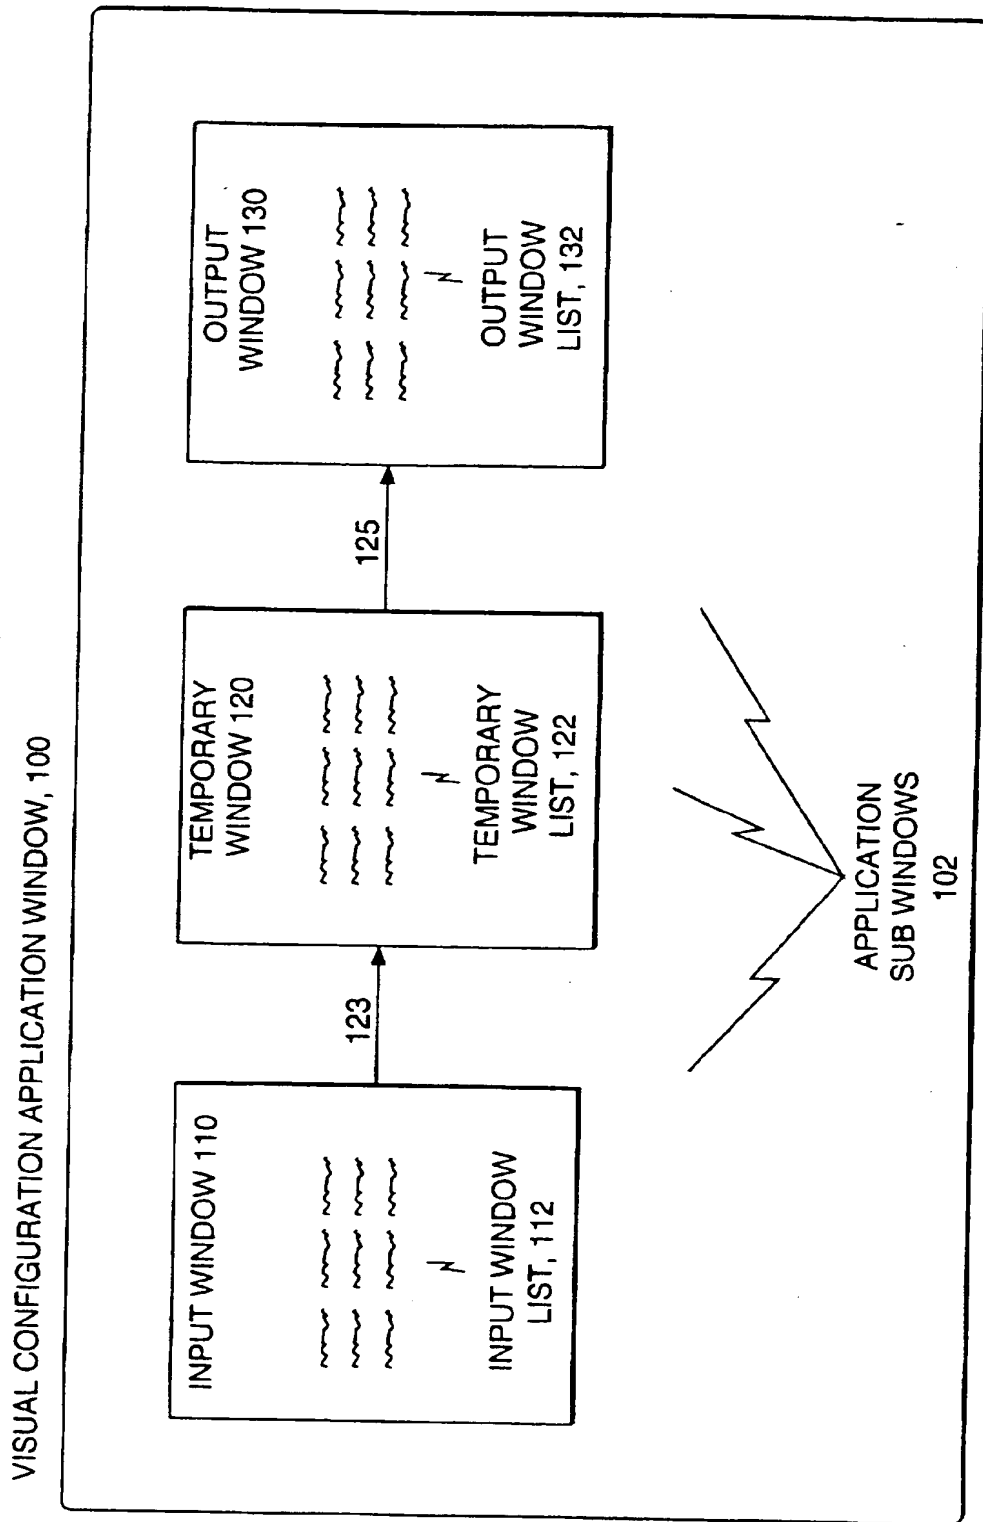 VISUAL CONFIGURATION APPLICATION WINDOW, 100
INPUT WINDOW 110
INPUT WINDOW
LIST, 112
123
TEMPORARY
WINDOW 120
TEMPORARY
WINDOW
LIST, 122
125
OUTPUT
WINDOW 130
OUTPUT
WINDOW
LIST, 132
APPLICATION
SUB WINDOWS
102